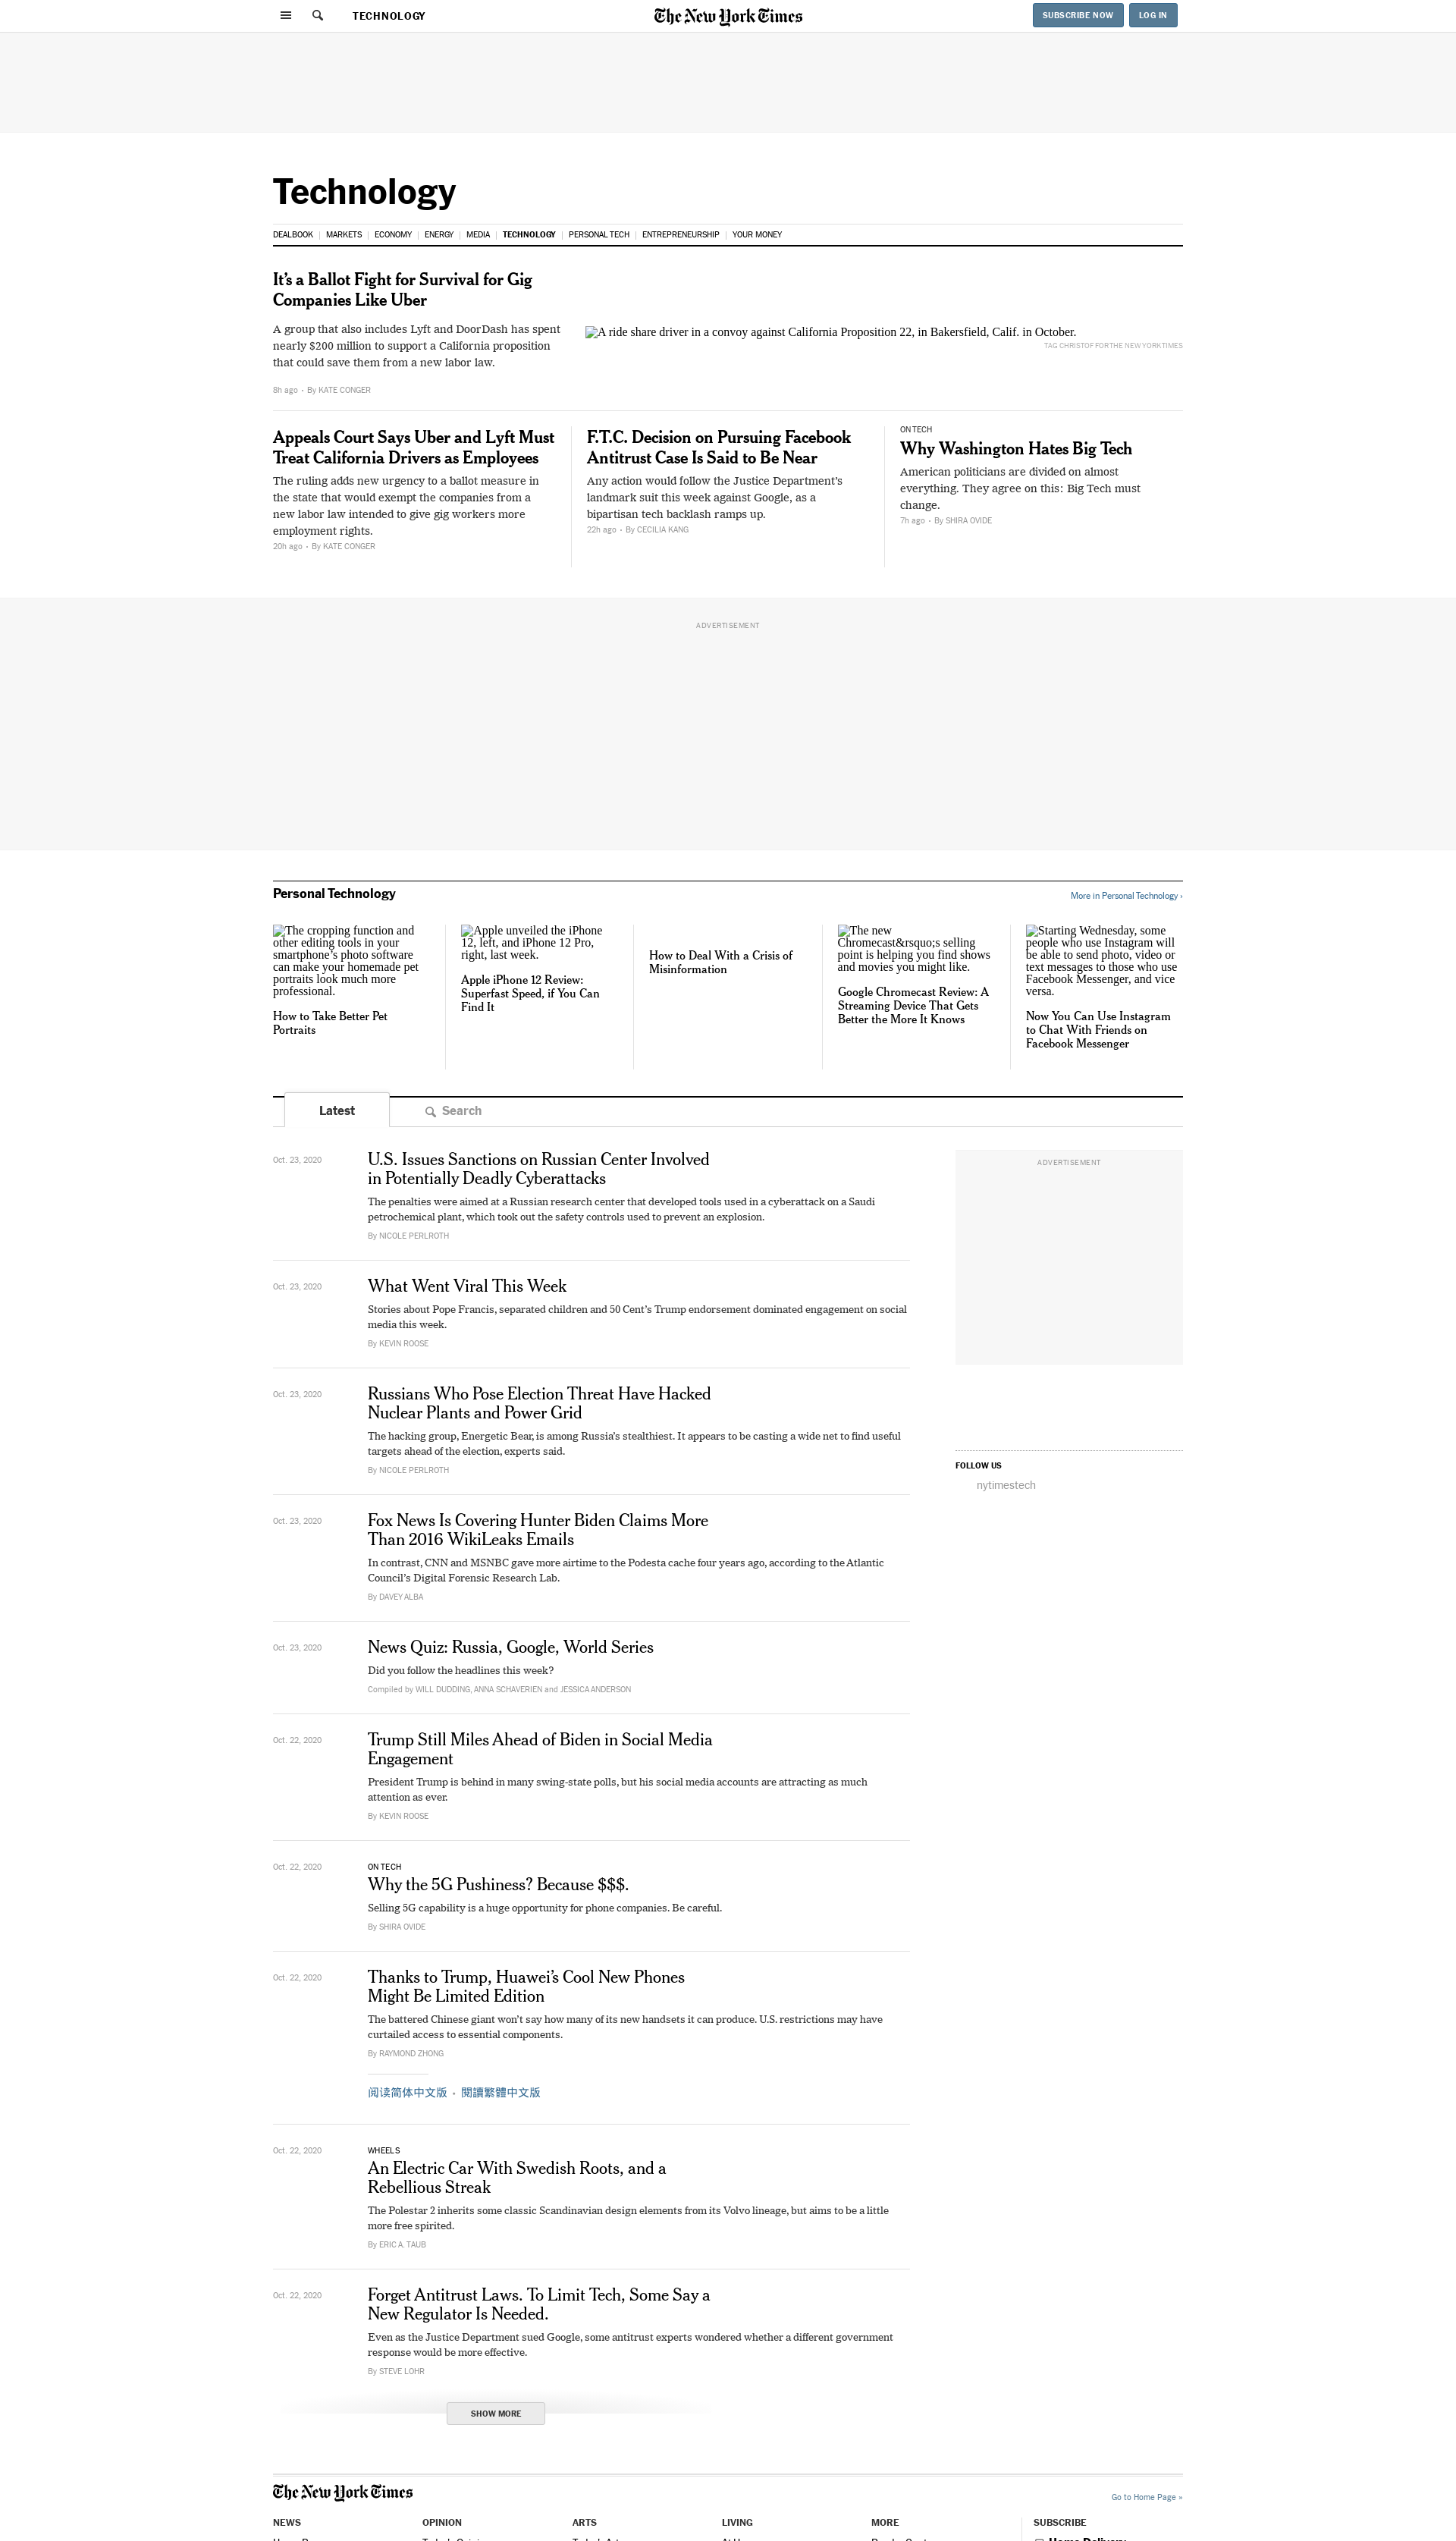 TECHNOLOGY
The New York Times
SUBSCRIBE NOW
LOG IN
Technology
DEALBOOK
MARKETS
ECONOMY
ENERGY
MEDIA
TECHNOLOGY
PERSONAL TECH
ENTREPRENEURSHIP
YOUR MONEY
It’s a Ballot Fight for Survival for Gig
Companies Like Uber
A group that also includes Lyft and DoorDash has spent
nearly $200 million to support a California proposition
that could save them from a new labor law.
8h ago • By KATE CONGER
A ride share driver in a convoy against California Proposition 22, in Bakersfield, Calif. in October.
TAG CHRISTOF FOR THE NEW YORK TIMES
Appeals Court Says Uber and Lyft Must
Treat California Drivers as Employees
The ruling adds new urgency to a ballot measure in
the state that would exempt the companies from a
new labor law intended to give gig workers more
employment rights.
20h ago • By KATE CONGER
F.T.C. Decision on Pursuing Facebook
Antitrust Case Is Said to Be Near
Any action would follow the Justice Department’s
landmark suit this week against Google, as a
bipartisan tech backlash ramps up.
22h ago • By CECILIA KANG
ON TECH
Why Washington Hates Big Tech
American politicians are divided on almost
everything. They agree on this: Big Tech must
change.
7h ago • By SHIRA OVIDE
ADVERTISEMENT
Personal Technology
More in Personal Technology ›
The cropping function and
other editing tools in your
smartphone’s photo software
can make your homemade pet
portraits look much more
professional.
How to Take Better Pet
Portraits
Apple unveiled the iPhone
12, left, and iPhone 12 Pro,
right, last week.
Apple iPhone 12 Review:
Superfast Speed, if You Can
Find It
How to Deal With a Crisis of
Misinformation
The new
Chromecast&rsquo;s selling
point is helping you find shows
and movies you might like.
Google Chromecast Review: A
Streaming Device That Gets
Better the More It Knows
Starting Wednesday, some
people who use Instagram will
be able to send photo, video or
text messages to those who use
Facebook Messenger, and vice
versa.
Now You Can Use Instagram
to Chat With Friends on
Facebook Messenger
Latest
Search
Oct. 23, 2020
U.S. Issues Sanctions on Russian Center Involved
in Potentially Deadly Cyberattacks
The penalties were aimed at a Russian research center that developed tools used in a cyberattack on a Saudi
petrochemical plant, which took out the safety controls used to prevent an explosion.
By NICOLE PERLROTH
ADVERTISEMENT
Oct. 23, 2020
What Went Viral This Week
Stories about Pope Francis, separated children and 50 Cent’s Trump endorsement dominated engagement on social
media this week.
By KEVIN ROOSE
Oct. 23, 2020
Russians Who Pose Election Threat Have Hacked
Nuclear Plants and Power Grid
The hacking group, Energetic Bear, is among Russia’s stealthiest. It appears to be casting a wide net to find useful
targets ahead of the election, experts said.
By NICOLE PERLROTH
FOLLOW US
nytimestech
Oct. 23, 2020
Fox News Is Covering Hunter Biden Claims More
Than 2016 WikiLeaks Emails
In contrast, CNN and MSNBC gave more airtime to the Podesta cache four years ago, according to the Atlantic
Council’s Digital Forensic Research Lab.
By DAVEY ALBA
Oct. 23, 2020
News Quiz: Russia, Google, World Series
Did you follow the headlines this week?
Compiled by WILL DUDDING, ANNA SCHAVERIEN and JESSICA ANDERSON
Oct. 22, 2020
Trump Still Miles Ahead of Biden in Social Media
Engagement
President Trump is behind in many swing-state polls, but his social media accounts are attracting as much
attention as ever.
By KEVIN ROOSE
Oct. 22, 2020
ON TECH
Why the 5G Pushiness? Because $$$.
Selling 5G capability is a huge opportunity for phone companies. Be careful.
By SHIRA OVIDE
Oct. 22, 2020
Thanks to Trump, Huawei’s Cool New Phones
Might Be Limited Edition
The battered Chinese giant won’t say how many of its new handsets it can produce. U.S. restrictions may have
curtailed access to essential components.
By RAYMOND ZHONG
阅读简体中文版 • 閱讀繁體中文版
Oct. 22, 2020
WHEELS
An Electric Car With Swedish Roots, and a
Rebellious Streak
The Polestar 2 inherits some classic Scandinavian design elements from its Volvo lineage, but aims to be a little
more free spirited.
By ERIC A. TAUB
Oct. 22, 2020
Forget Antitrust Laws. To Limit Tech, Some Say a
New Regulator Is Needed.
Even as the Justice Department sued Google, some antitrust experts wondered whether a different government
response would be more effective.
By STEVE LOHR
SHOW MORE
The New York Times
Go to Home Page »
NEWS
OPINION
ARTS
LIVING
MORE
SUBSCRIBE